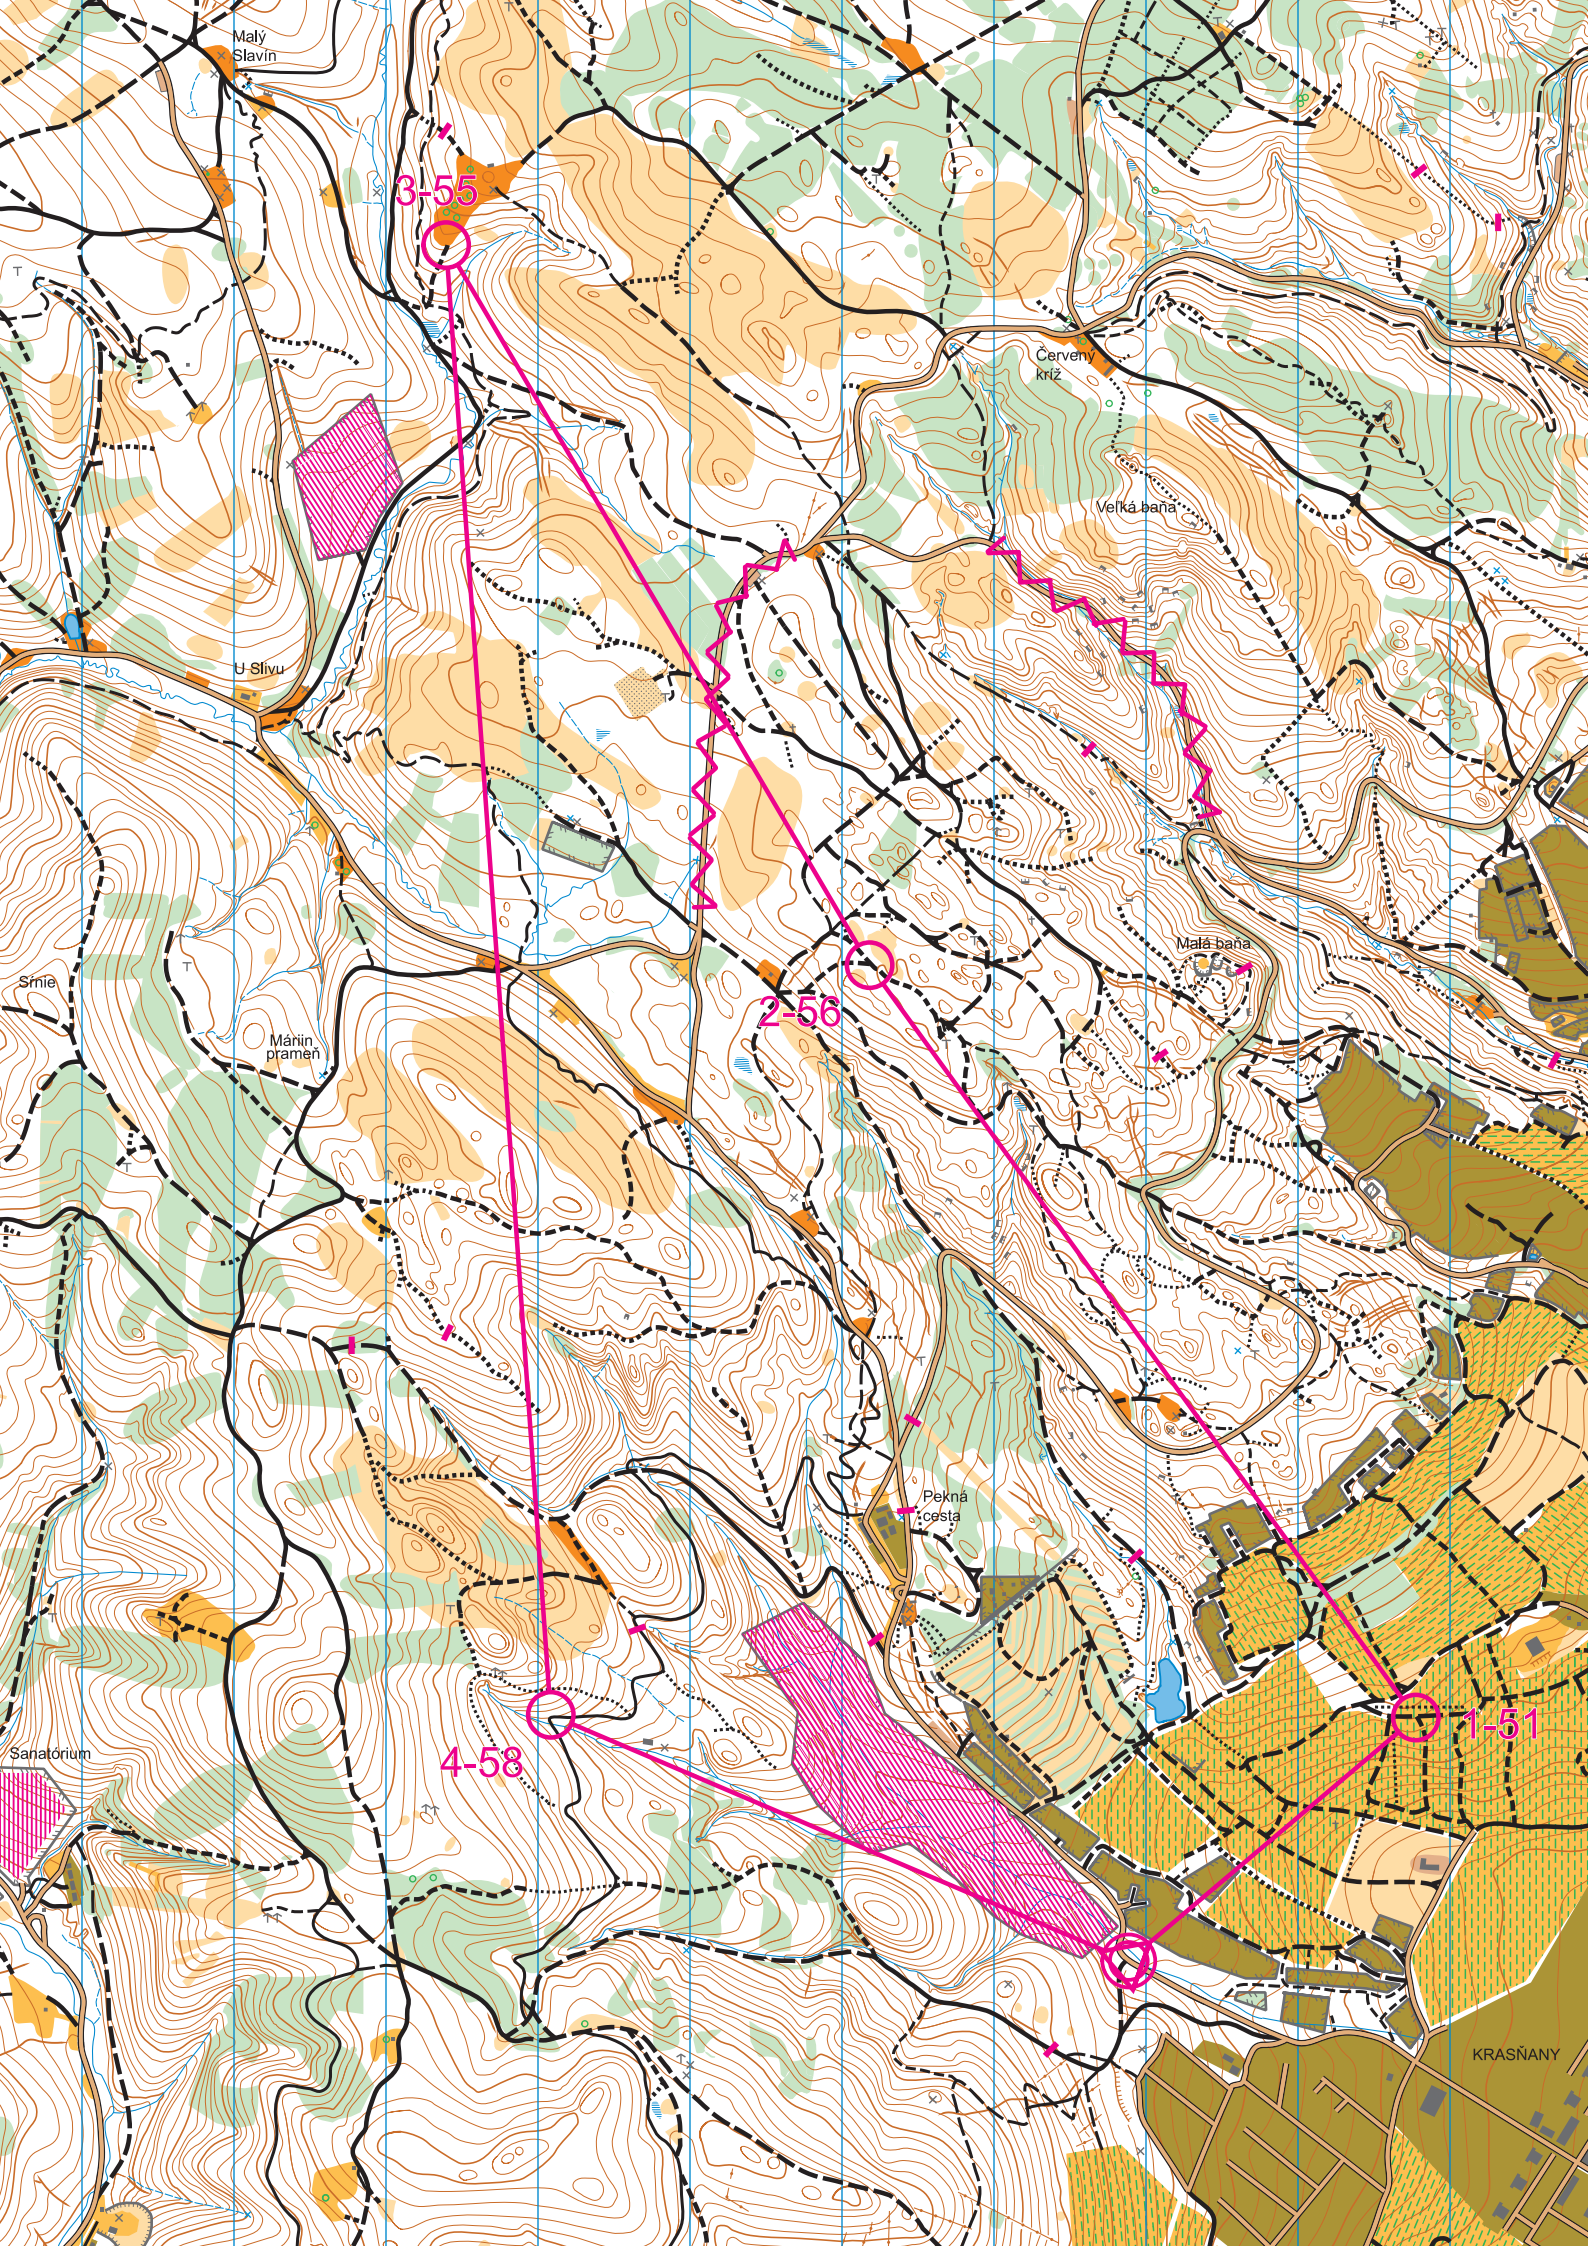 Malý
Slavín
3-55
Červený
kríž
Veľká baňa
U Slivu
Malá baňa
Sŕnie
2-56
Máriin
prameň
Pekná
cesta
1-51
Sanatórium
4-58
KRASŇANY